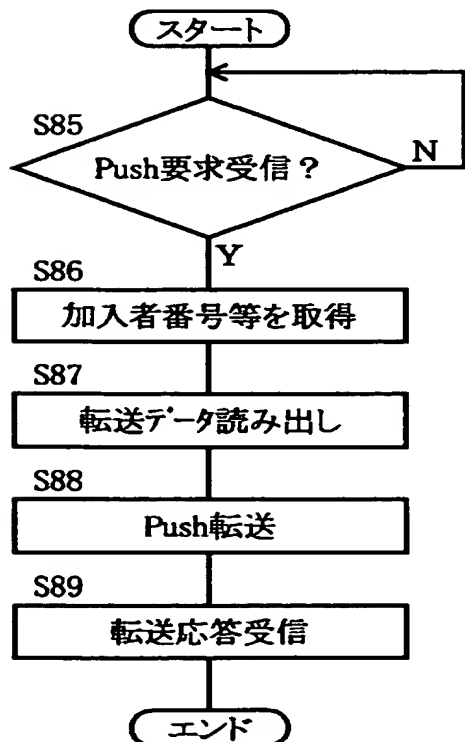 スタート
S85
Push要求受信？
N
Y
S86
加入者番号等を取得
S87
転送データ読み出し
S88
Push転送
S89
転送応答受信
エンド